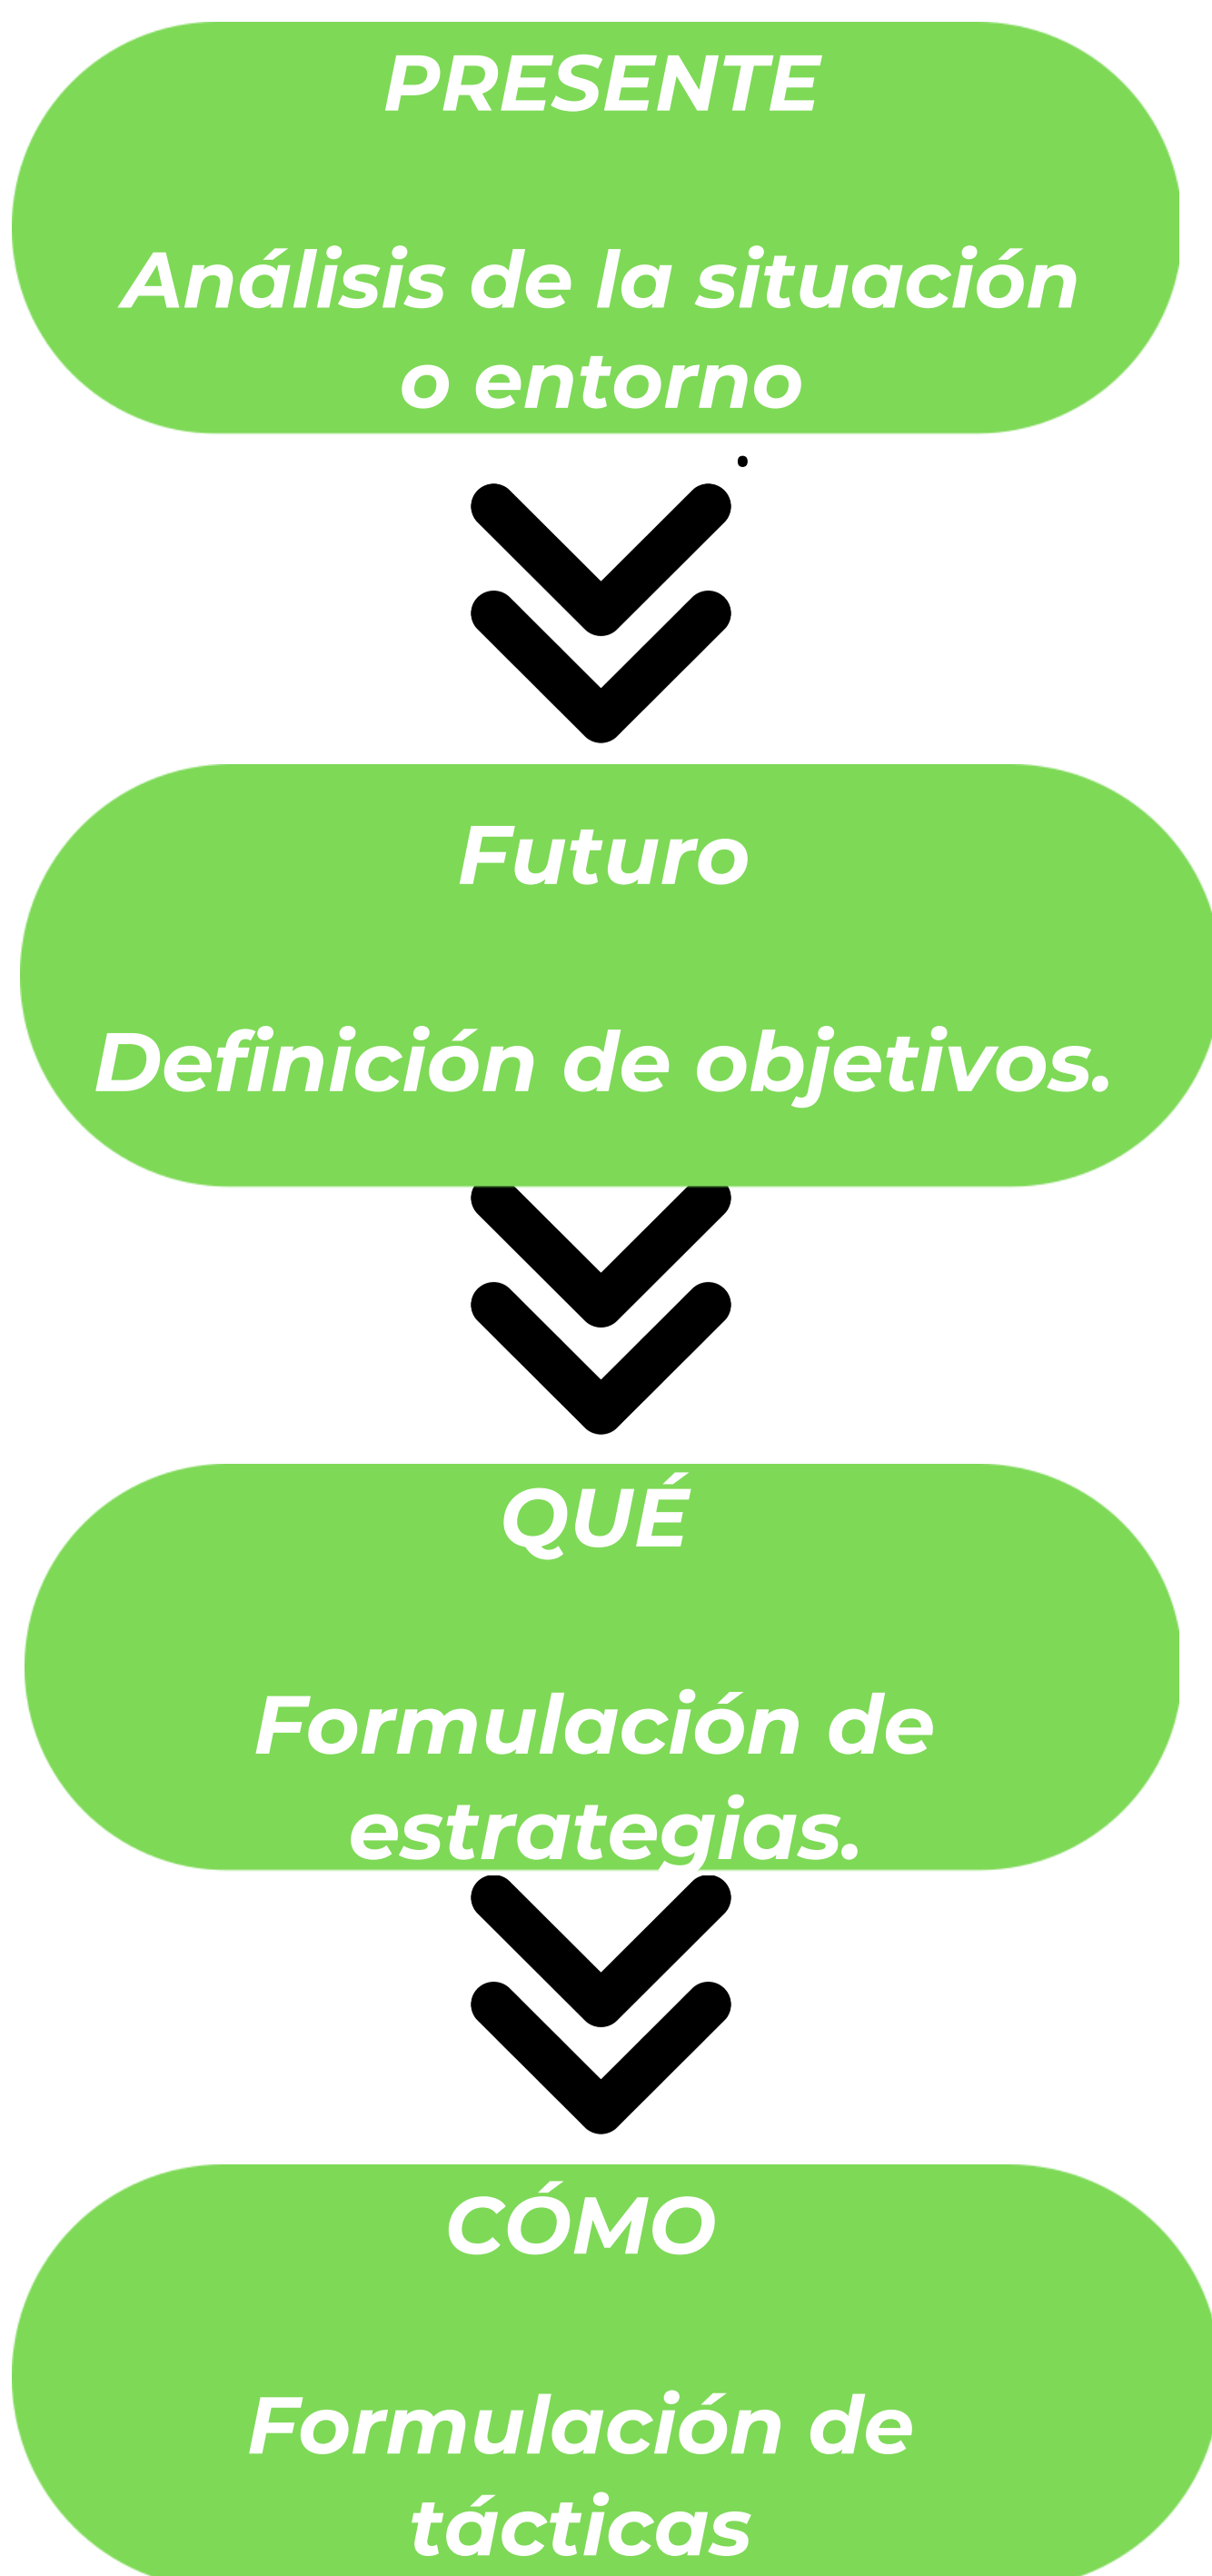 PRESENTE
Análisis de la situación
o entorno
.
Futuro
Definición de objetivos.
QUÉ
Formulación de
estrategias.
CÓMO
Formulación de
tácticas